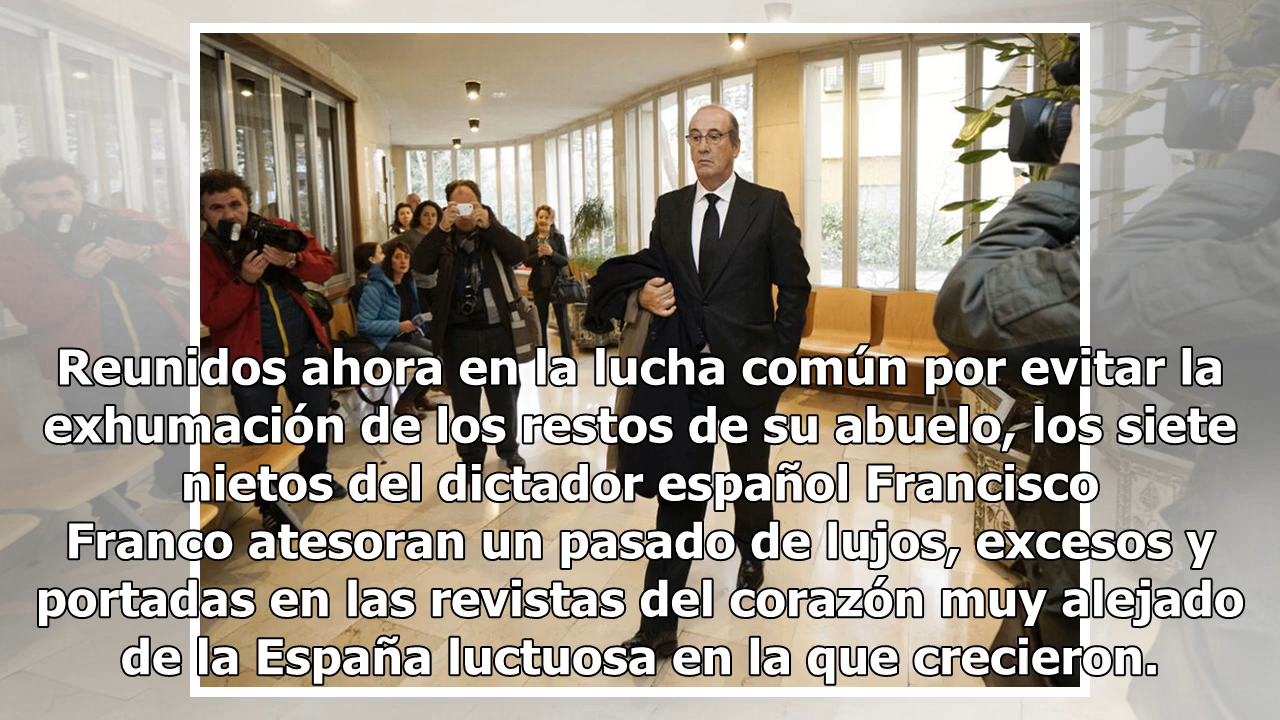 Reunidos ahora en la lucha común por evitar la
exhumación de los restos de su abuelo, los siete
nietos del dictador español Francisco
Franco atesoran un pasado de lujos, excesos y
portadas en las revistas del corazón muy alejado
de la España luctuosa en la que crecieron.